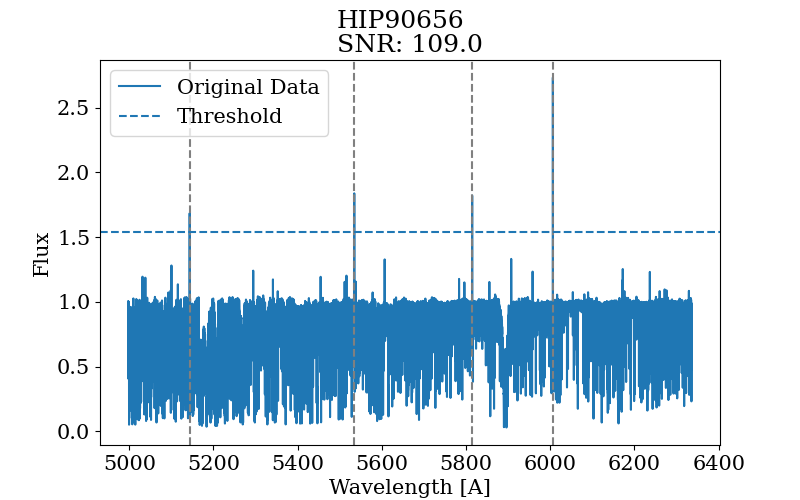 HIP90656
SNR: 109.0
Original Data
Threshold
Flux
2.5
2.0
1.5
1.0
0.5
0.0
5000 5200 5400 5600 5800 6000 6200 6400
Wavelength [A]